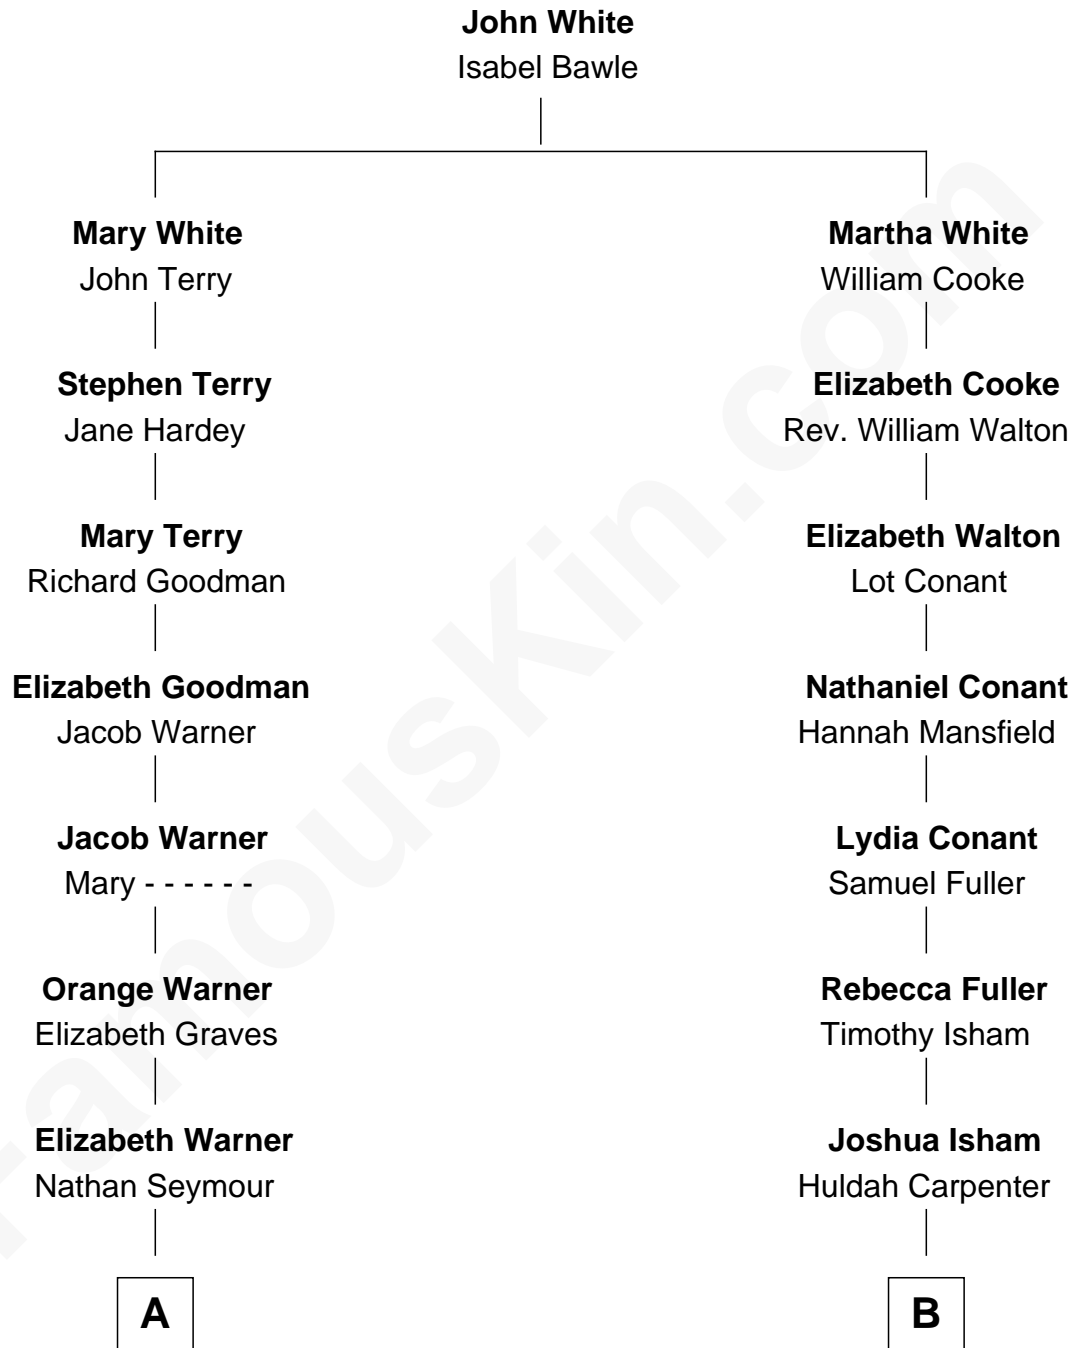 John White
Isabel Bawle
Mary White
John Terry
Martha White
William Cooke
Stephen Terry
Jane Hardey
Elizabeth Cooke
Rev. William Walton
Mary Terry
Richard Goodman
Elizabeth Walton
Lot Conant
Elizabeth Goodman
Jacob Warner
Nathaniel Conant
Hannah Mansfield
Jacob Warner
Mary - - - - - -
Lydia Conant
Samuel Fuller
Orange Warner
Elizabeth Graves
Rebecca Fuller
Timothy Isham
Elizabeth Warner
Nathan Seymour
Joshua Isham
Huldah Carpenter
A
B
FamousKin.com